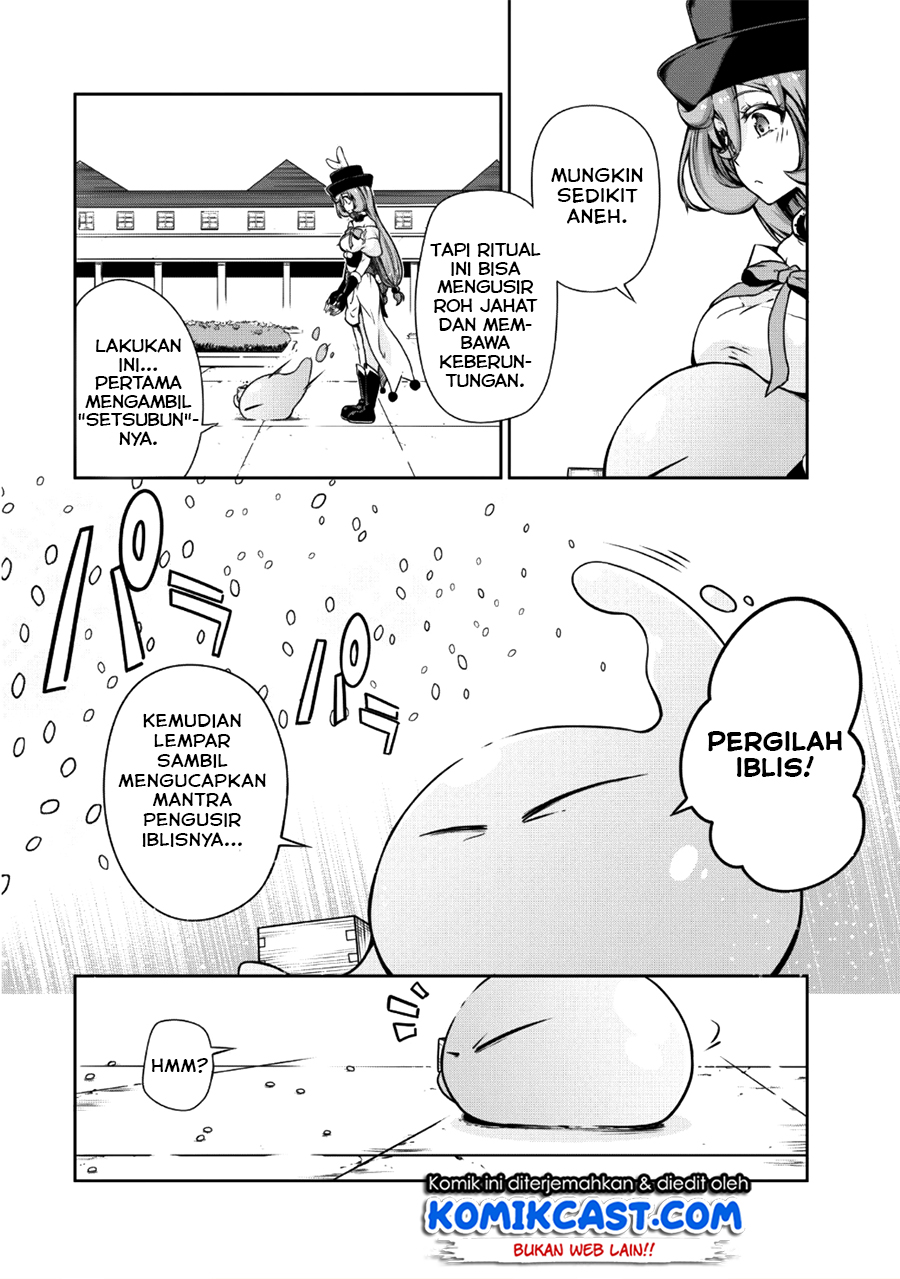 MUNGKIN
SEDIKIT
ANEH.
TAPI RITUAL
INI BISA
MENGUSIR
ROH JAHAT
DAN MEM-
BAWA
KEBERUN-
TUNGAN.
LAKUKAN
INI...
PERTAMA
MENGAMBIL
"SETSUBUN"-
NYA.
PERGILAH
IBLIS!
パラ
パラ
KEMUDIAN
LEMPAR
SAMBIL
MENGUCAPKAN
MANTRA
PENGUSIR
IBLISNYA...
HMM?
Komik ini diterjemahkan & diedit oleh
KOMIKCAST.COM
BUKAN WEB LAIN!!